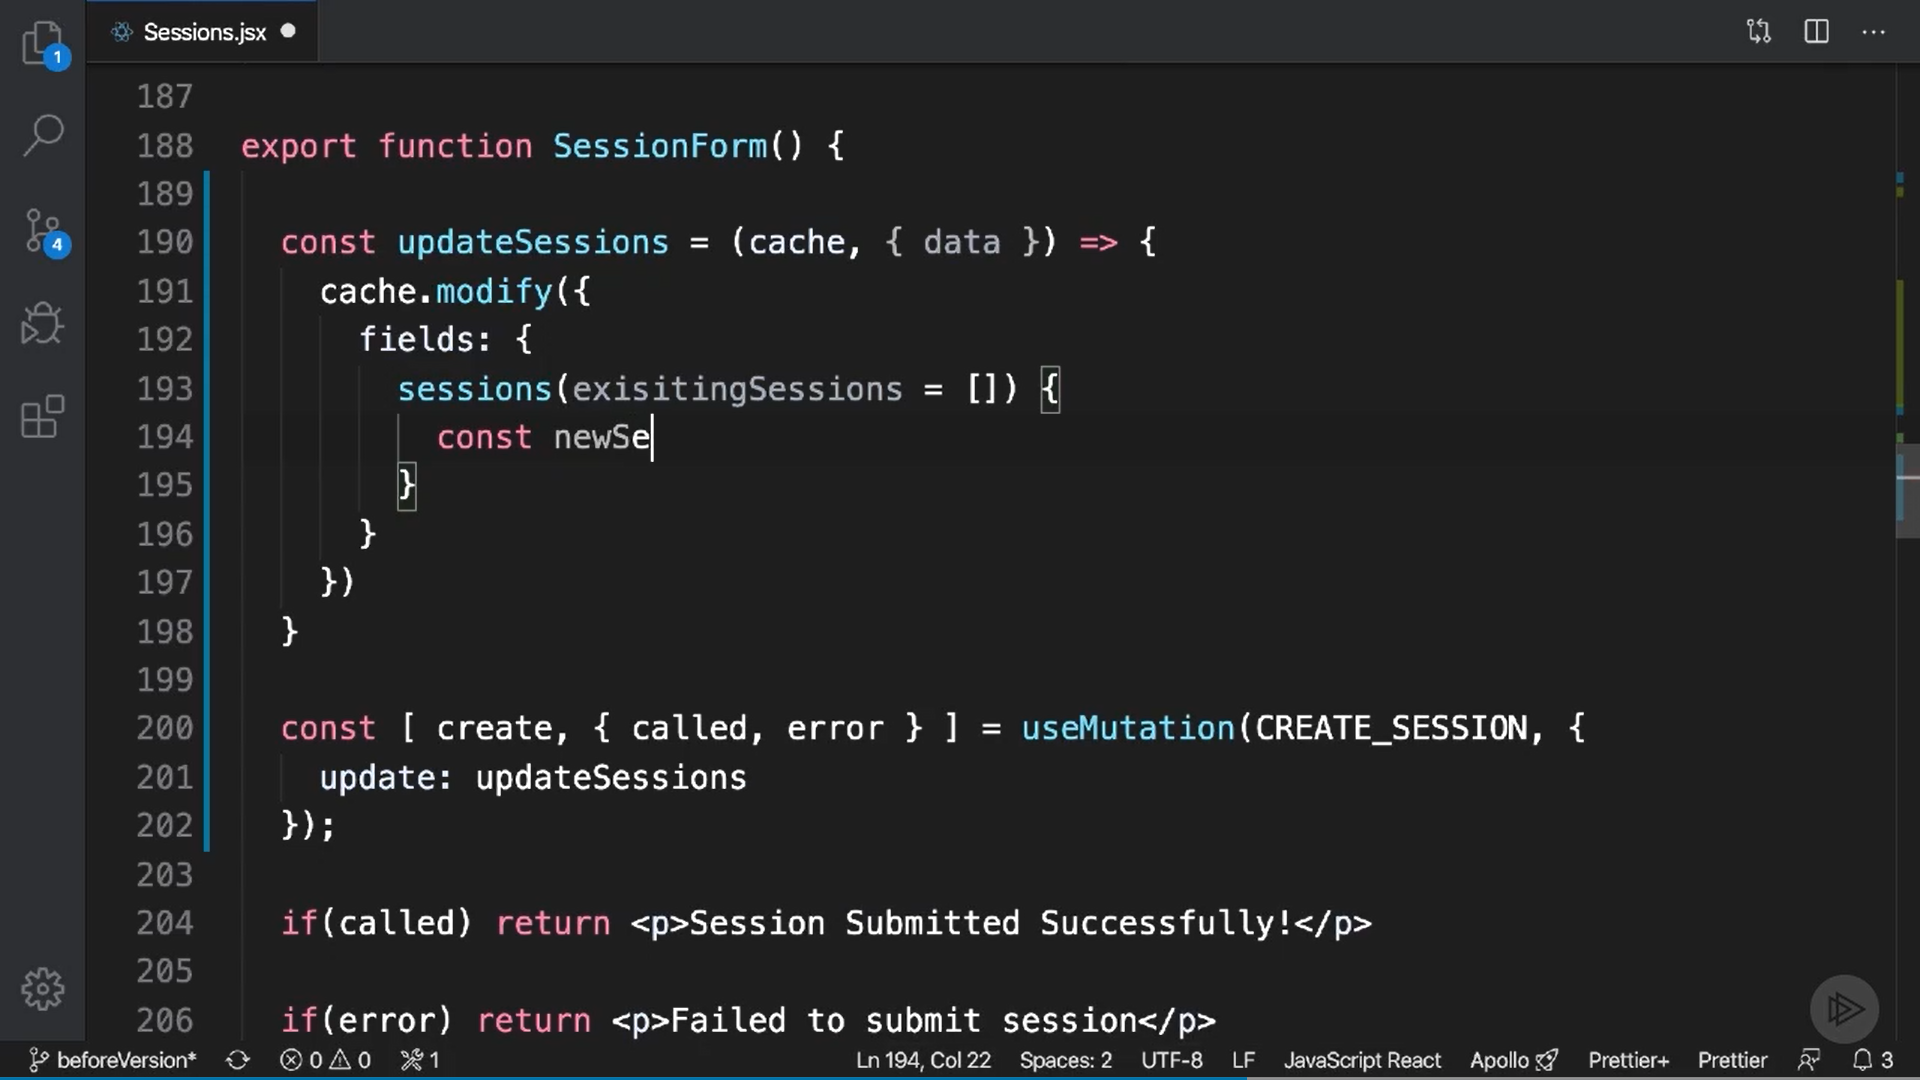 Sessions.jsx
1
4
187
188 export function SessionForm() {
189
190 const updateSessions = (cache, { data }) => {
191 cache.modify({
192 fields: {
193 sessions(exisitingSessions = []) {
194 const newSe
195 }
196 }
197 })
198 }
199
200 const [ create, { called, error } ] = useMutation(CREATE_SESSION, {
201 update: updateSessions
202 });
203
204 if(called) return <p>Session Submitted Successfully!</p>
205
206 if(error) return <p>Failed to submit session</p>
beforeVersion* 0 0 1 Ln 194, Col 22 Spaces: 2 UTF-8 LF JavaScript React Apollo Prettier+ Prettier 3